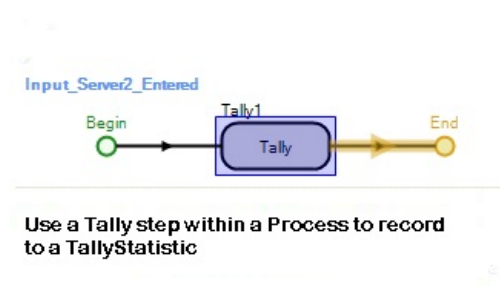 Input_Server2_Entered
Tally1
Begin
End
Tally
Use a Tally step within a Process to record
to a TallyStatistic